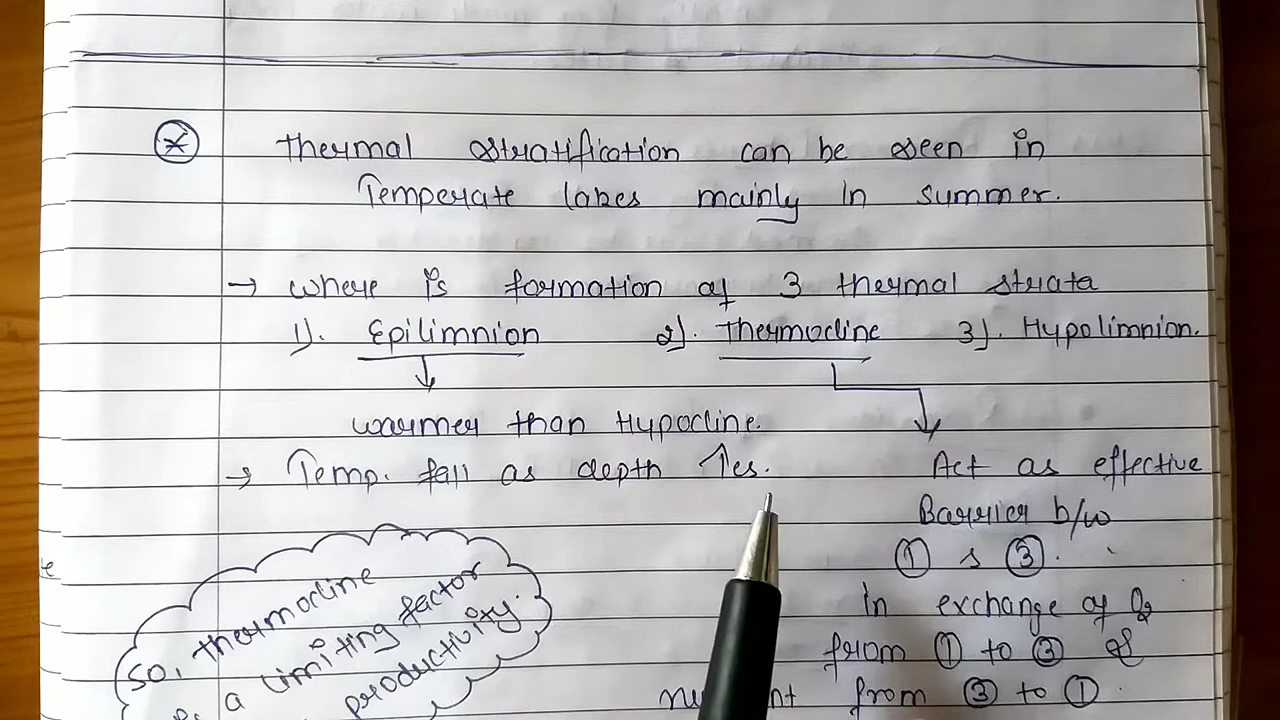 Thermal stratification can be seen in
Temperate lakes mainly in summer.
→ where is formation of 3 thermal strata
1). Epilimnion 2). Thermocline 3). Hypolimnion.
warmer than Hypocline.
→ Temp. fall as depth ↑es.
Act as effective
Barrier b/w
① & ③.
In exchange of O2
from ① to ③ &
from ③ to ①.
So, thermocline
a limiting factor
productivity.